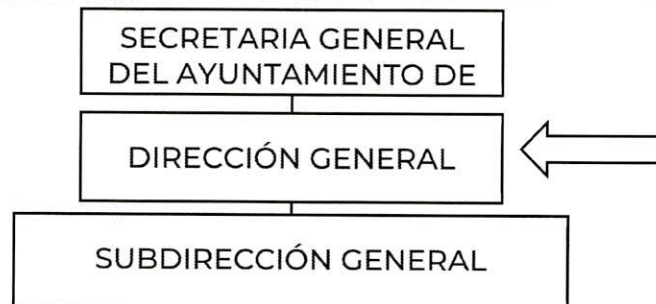 SECRETARIA GENERAL
DEL AYUNTAMIENTO DE
DIRECCIÓN GENERAL
SUBDIRECCIÓN GENERAL